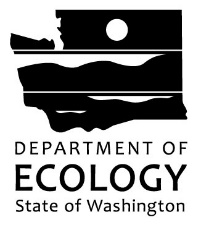 DEPARTMENT OF
ECOLOGY
State of Washington